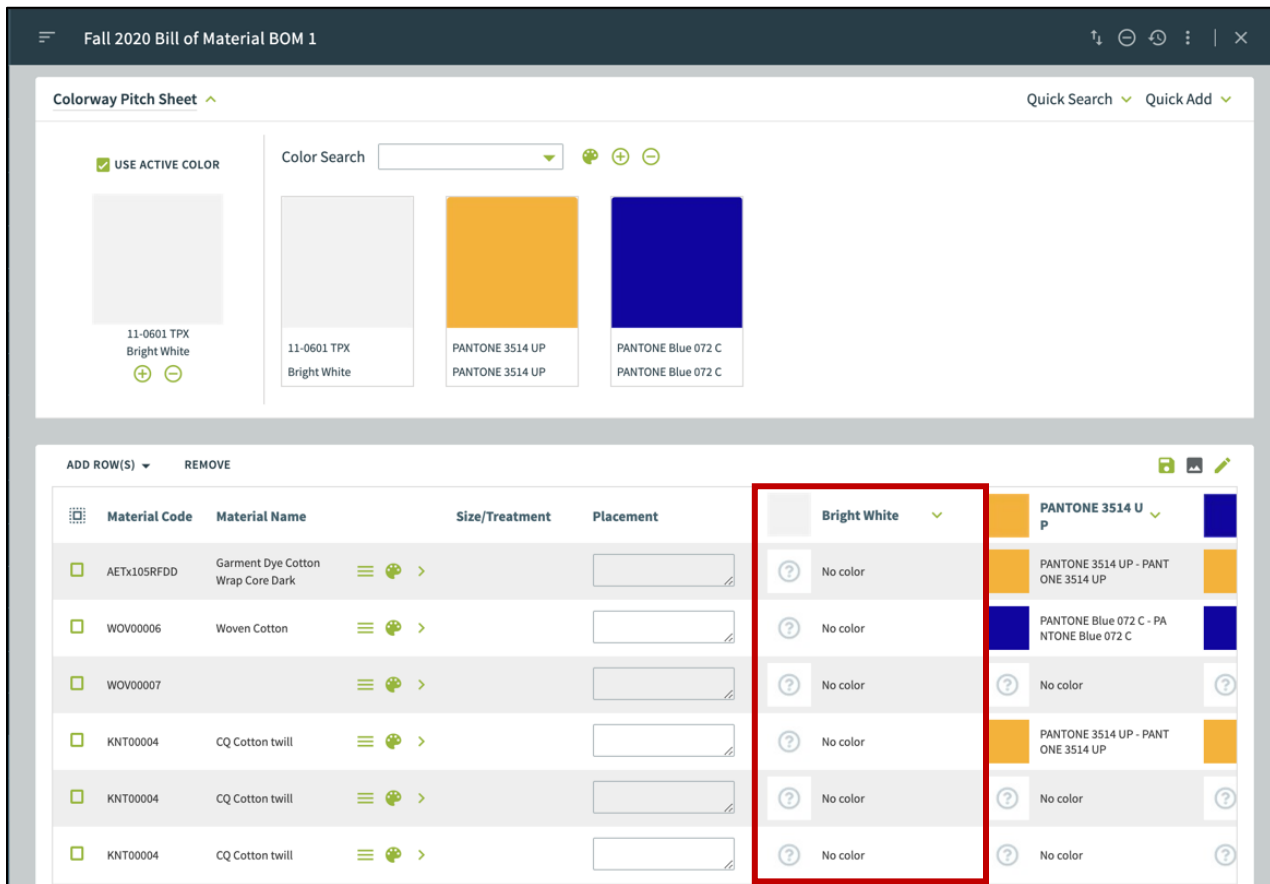 Fall 2020 Bill of Material BOM 1
Colorway Pitch Sheet
Quick Search
Quick Add
USE ACTIVE COLOR
11-0601 TPX
Bright White
Color Search
11-0601 TPX
Bright White
PANTONE 3514 UP
PANTONE 3514 UP
PANTONE Blue 072 C
PANTONE Blue 072 C
ADD ROW(S)
REMOVE
Material Code Material Name Size/Treatment Placement Bright White PANTONE 3514 U
P
AETx105RFDD Garment Dye Cotton
Wrap Core Dark No color PANTONE 3514 UP - PANT
ONE 3514 UP
WOV00006 Woven Cotton No color PANTONE Blue 072 C - PA
NTONE Blue 072 C
WOV00007 No color No color
KNT00004 CQ Cotton twill No color PANTONE 3514 UP - PANT
ONE 3514 UP
KNT00004 CQ Cotton twill No color No color
KNT00004 CQ Cotton twill No color No color